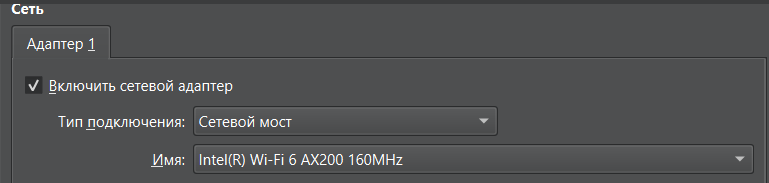 Сеть
Адаптер 1
Включить сетевой адаптер
Тип подключения: Сетевой мост
Имя: Intel(R) Wi-Fi 6 AX200 160MHz